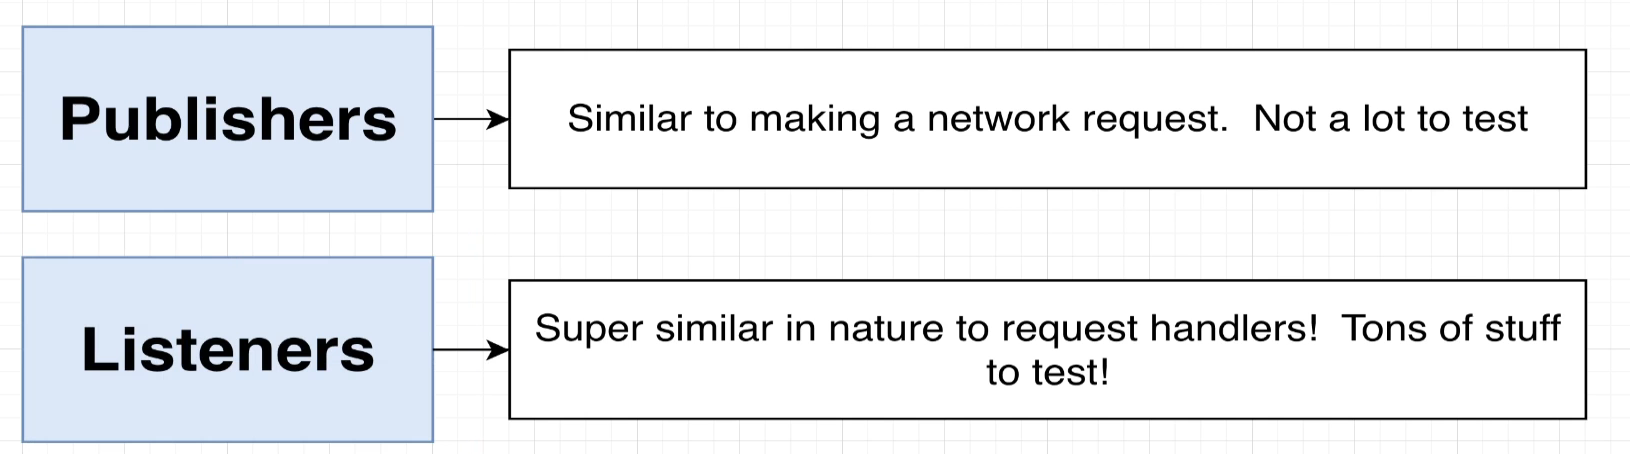 Publishers
Similar to making a network request.  Not a lot to test
Listeners
Super similar in nature to request handlers!  Tons of stuff
to test!